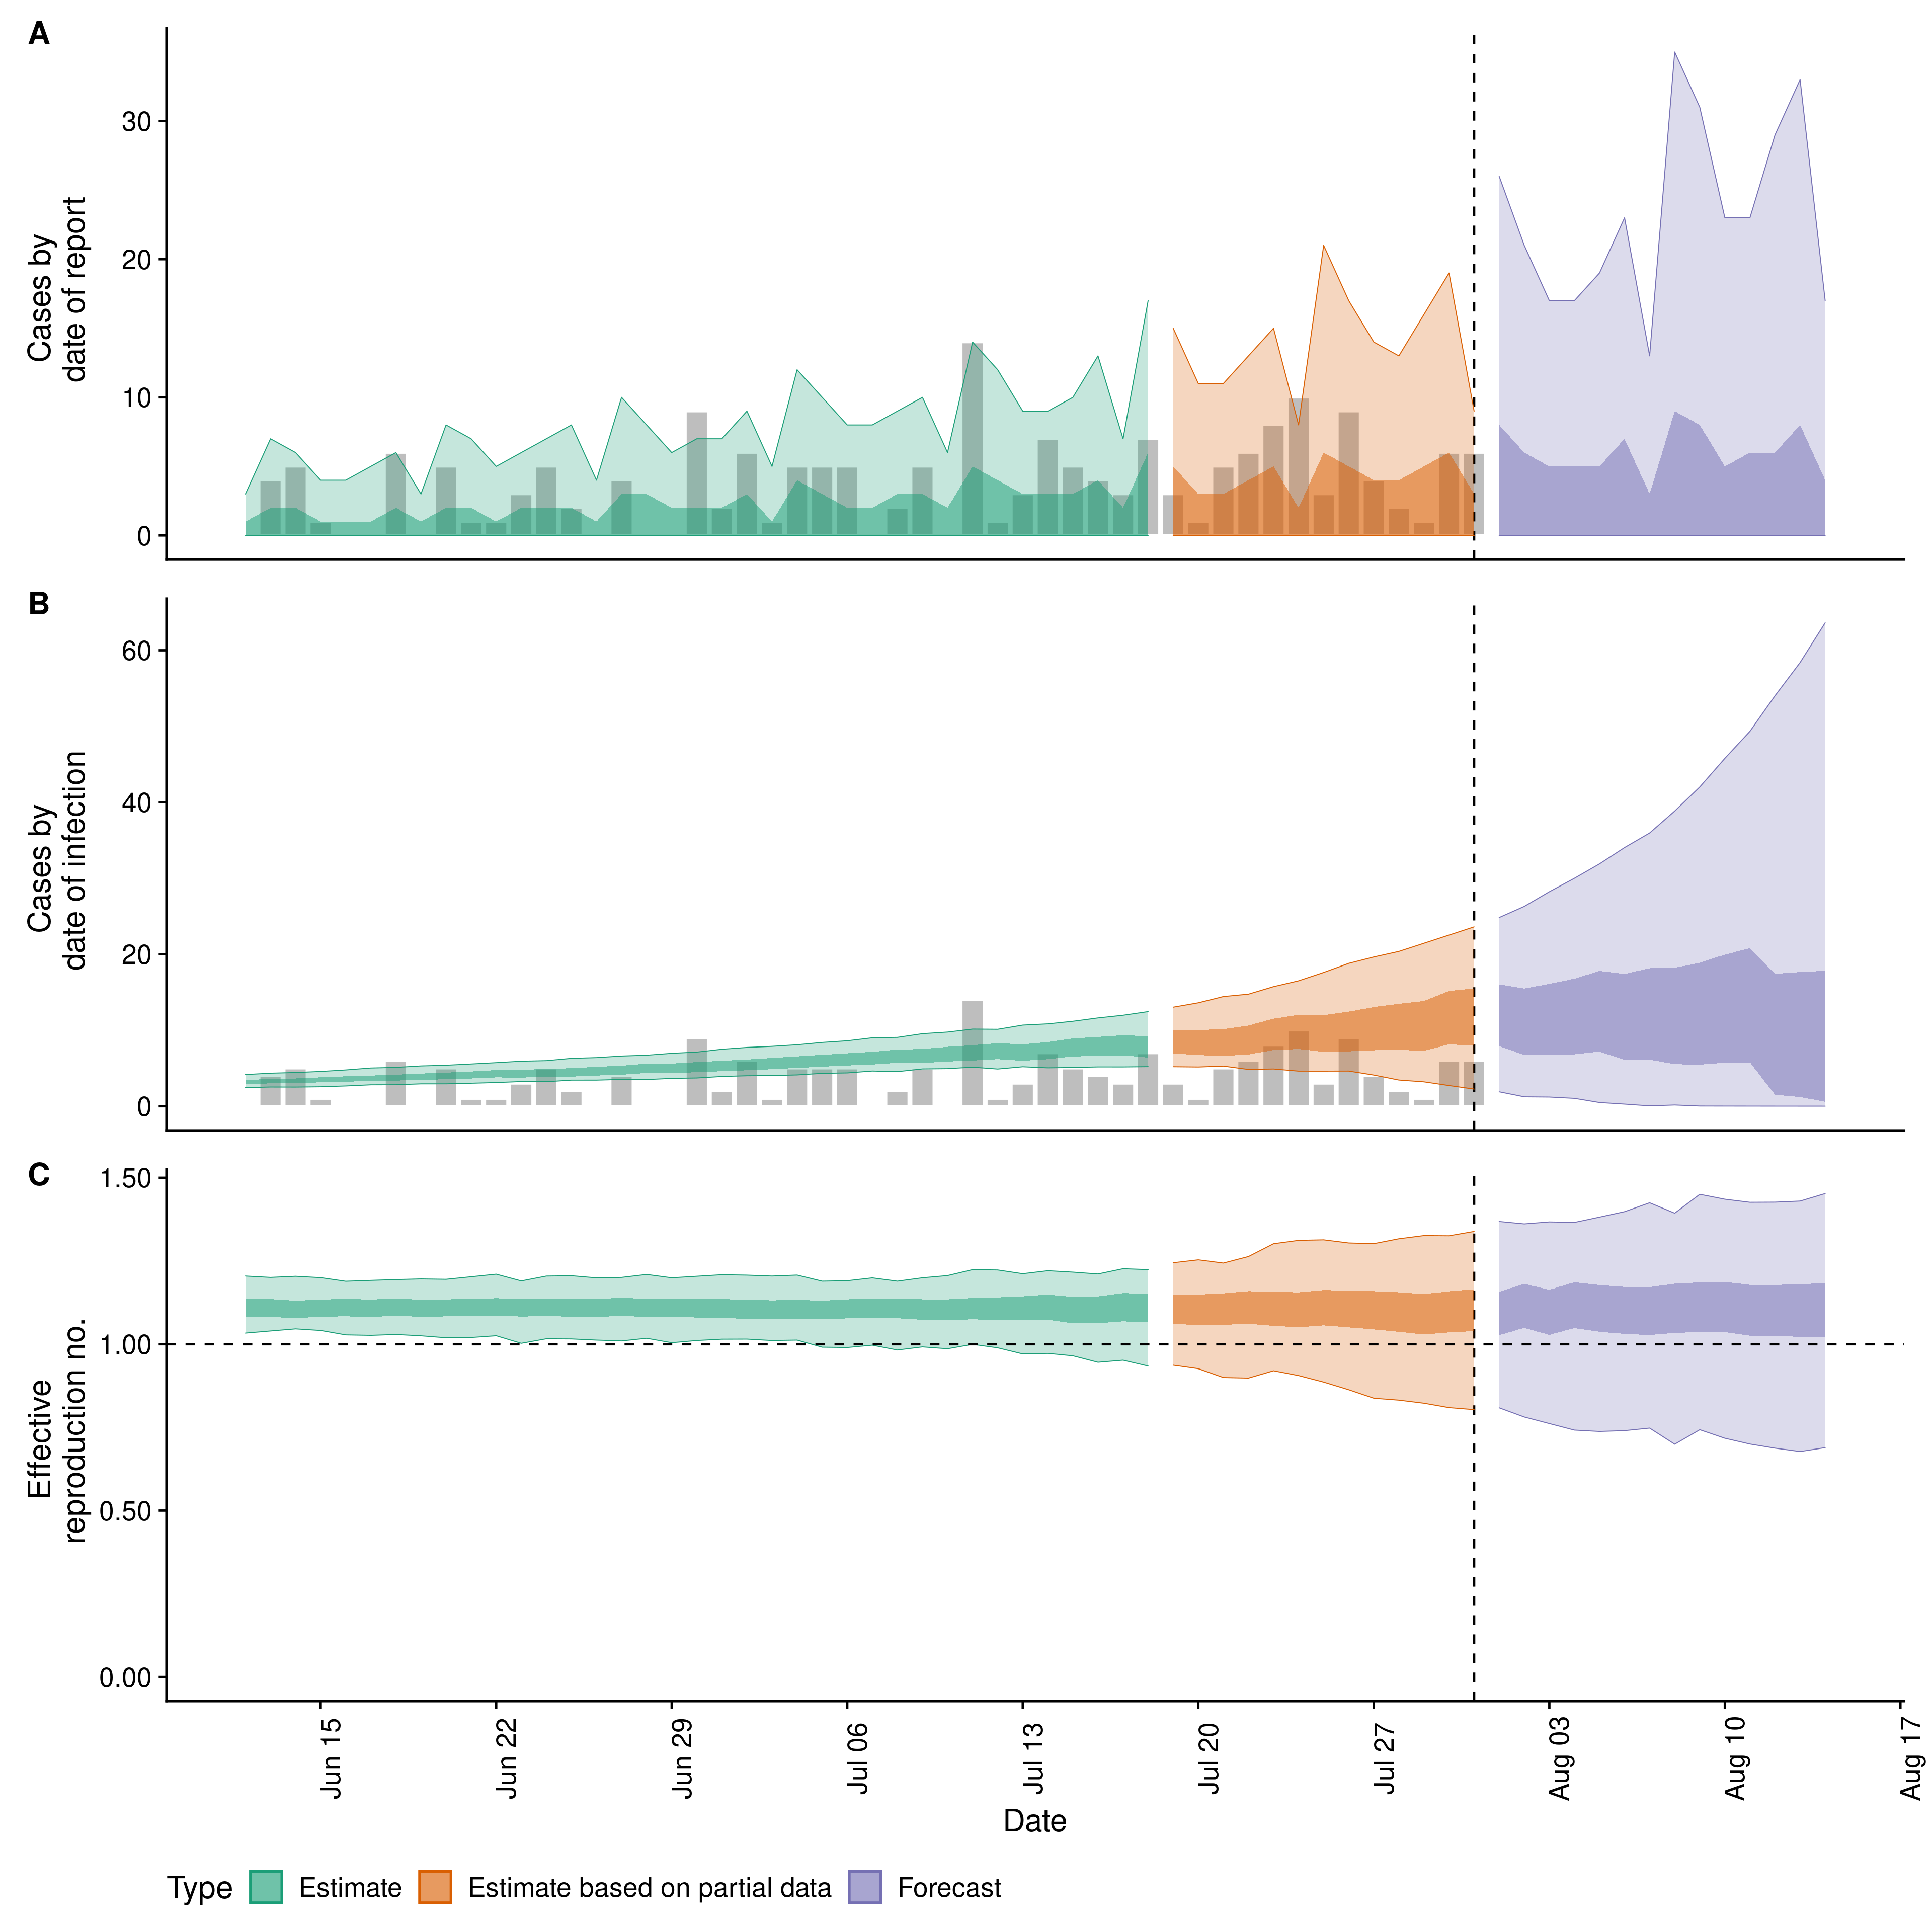 A
Cases by
date of report
30
20
10
0
B
Cases by
date of infection
60
40
20
0
C
Effective
reproduction no.
1.50
1.00
0.50
0.00
Jun 15
Jun 22
Jun 29
Jul 06
Jul 13
Jul 20
Jul 27
Aug 03
Aug 10
Aug 17
Date
Type Estimate Estimate based on partial data Forecast